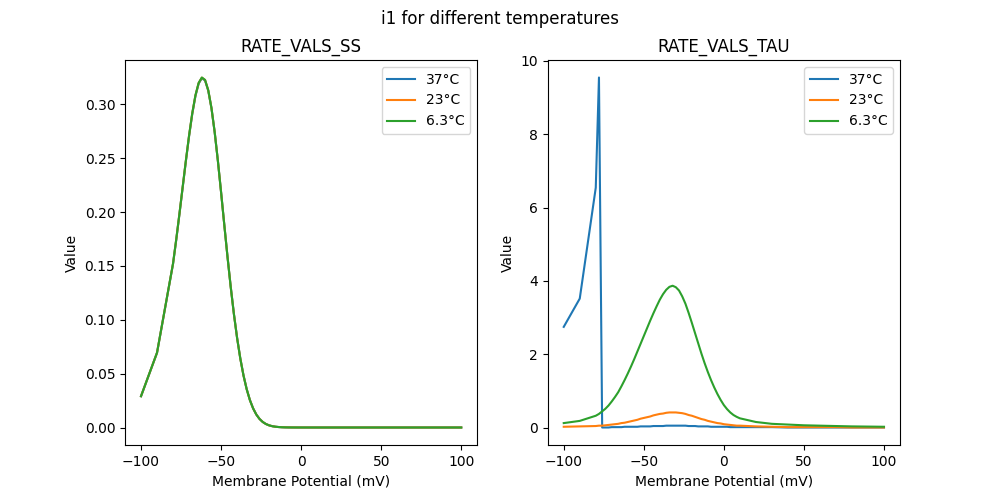 i1 for different temperatures
RATE_VALS_SS
0.30
0.25
0.20
0.15
0.10
0.05
0.00
Value
37°C
23°C
6.3°C
−100
−50
0
50
100
Membrane Potential (mV)
RATE_VALS_TAU
10
8
6
4
2
0
Value
37°C
23°C
6.3°C
−100
−50
0
50
100
Membrane Potential (mV)